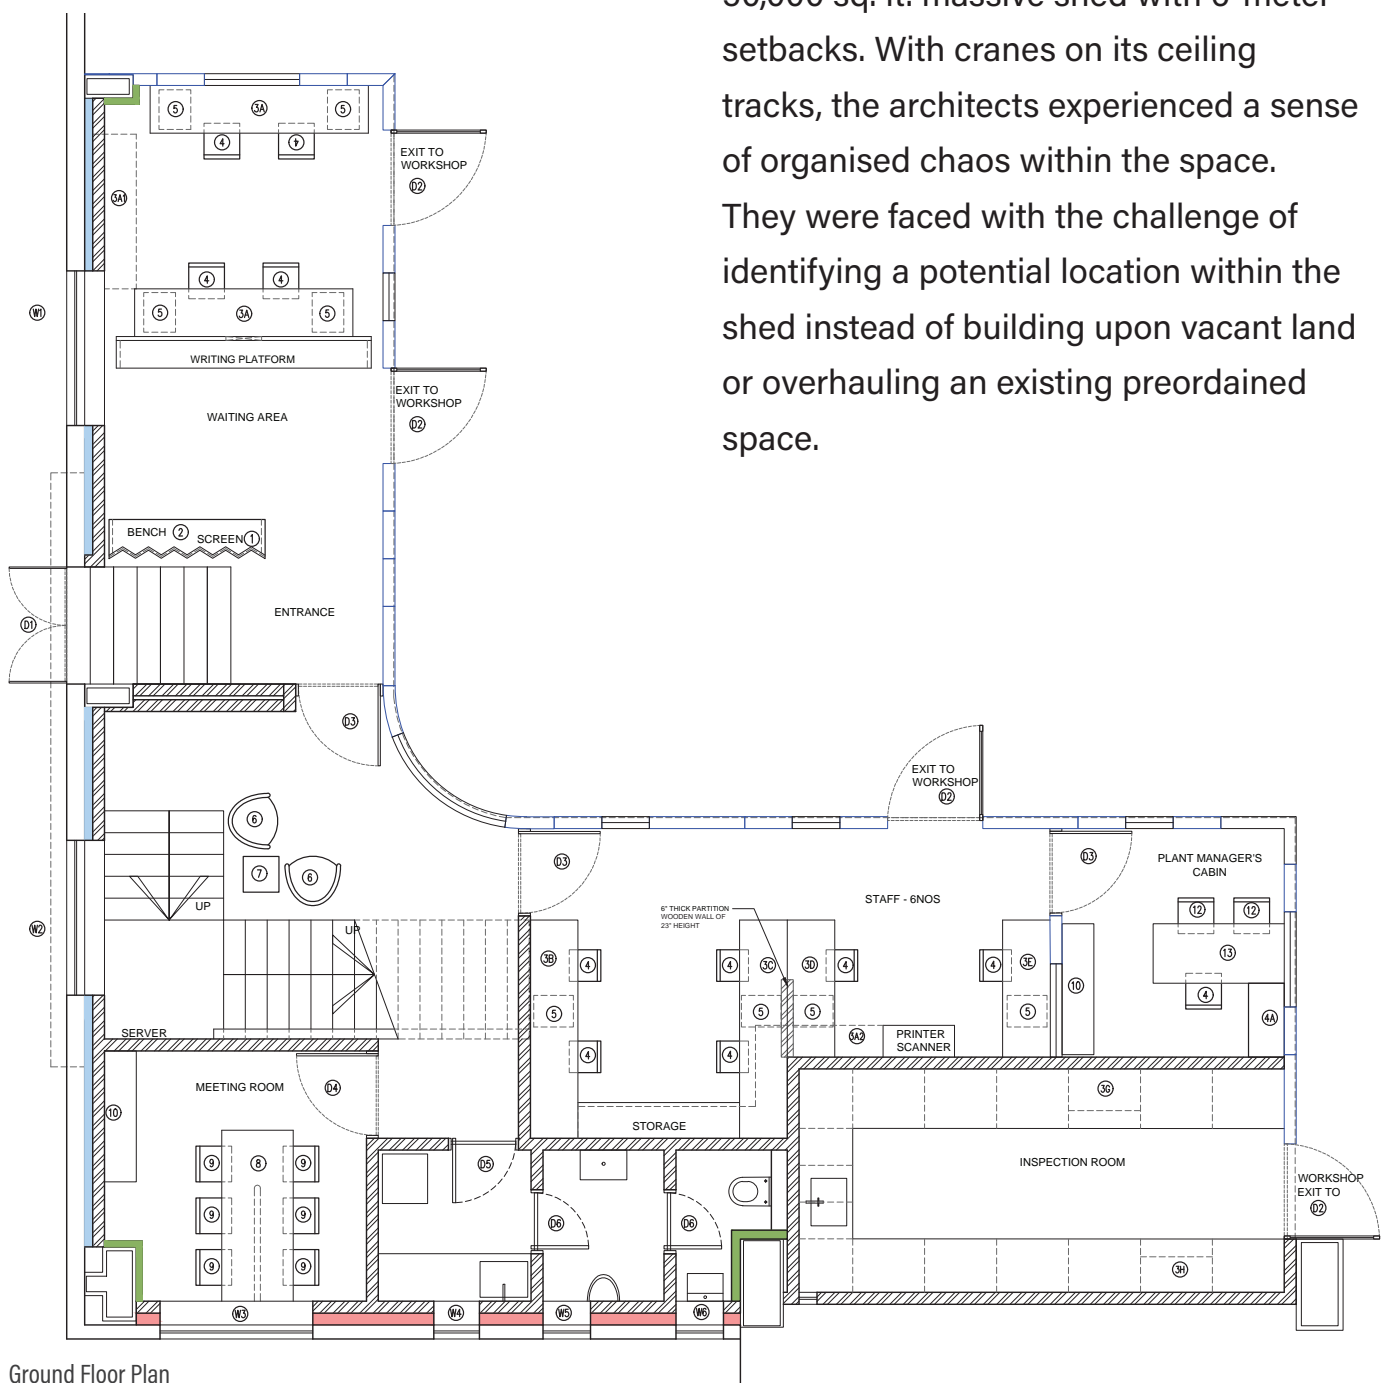 setbacks. With cranes on its ceiling
tracks, the architects experienced a sense
of organised chaos within the space.
They were faced with the challenge of
identifying a potential location within the
shed instead of building upon vacant land
or overhauling an existing preordained
space.
5
3A
5
4
4
EXIT TO
WORKSHOP
D2
3A1
4
4
5
3A
5
W1
WRITING PLATFORM
EXIT TO
WORKSHOP
D2
WAITING AREA
BENCH 2
SCREEN 1
ENTRANCE
D1
D3
EXIT TO
WORKSHOP
D2
6
7
6
UP
UP
W2
SERVER
D3
6" THICK PARTITION
WOODEN WALL OF
23" HEIGHT
STAFF - 6NOS
3B
4
4
3C
3D
4
4
3E
5
5
5
5
4
4
3A2
PRINTER
SCANNER
STORAGE
D3
PLANT MANAGER'S
CABIN
12
12
13
10
4
4A
MEETING ROOM
D4
10
9
8
9
9
9
9
9
D5
D6
D6
3G
INSPECTION ROOM
3H
WORKSHOP
EXIT TO
D2
W3
W4
W5
W6
Ground Floor Plan